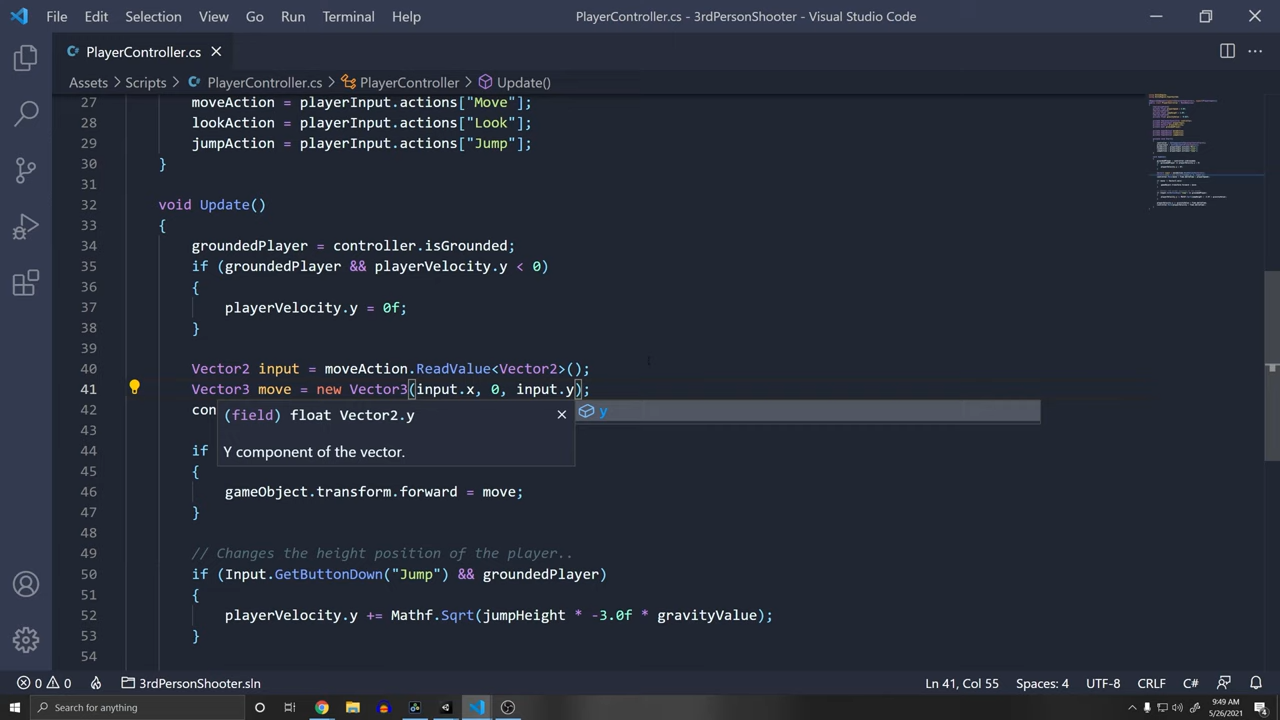 File Edit Selection View Go Run Terminal Help PlayerController.cs - 3rdPersonShooter - Visual Studio Code
PlayerController.cs
Assets > Scripts > PlayerController.cs > PlayerController > Update()
27 moveAction = playerInput.actions["Move"];
28 lookAction = playerInput.actions["Look"];
29 jumpAction = playerInput.actions["Jump"];
30 }
31
32 void Update()
33 {
34 groundedPlayer = controller.isGrounded;
35 if (groundedPlayer && playerVelocity.y < 0)
36 {
37 playerVelocity.y = 0f;
38 }
39
40 Vector2 input = moveAction.ReadValue<Vector2>();
41 Vector3 move = new Vector3(input.x, 0, input.y);
42 con
(field) float Vector2.y
y
43
44 if
Y component of the vector.
45 {
46 gameObject.transform.forward = move;
47 }
48
49 // Changes the height position of the player..
50 if (Input.GetButtonDown("Jump") && groundedPlayer)
51 {
52 playerVelocity.y += Mathf.Sqrt(jumpHeight * -3.0f * gravityValue);
53 }
54
0 0 3rdPersonShooter.sln Ln 41, Col 55 Spaces: 4 UTF-8 CRLF C#
Search for anything
9:49 AM
5/26/2021
4